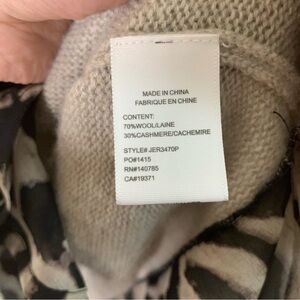 MADE IN CHINA
FABRIQUE EN CHINE
CONTENT:
70%WOOL/LAINE
30%CASHMERE/CACHEMIRE
STYLE# JER3470P
PO#1415
RN#140785
CA#19371